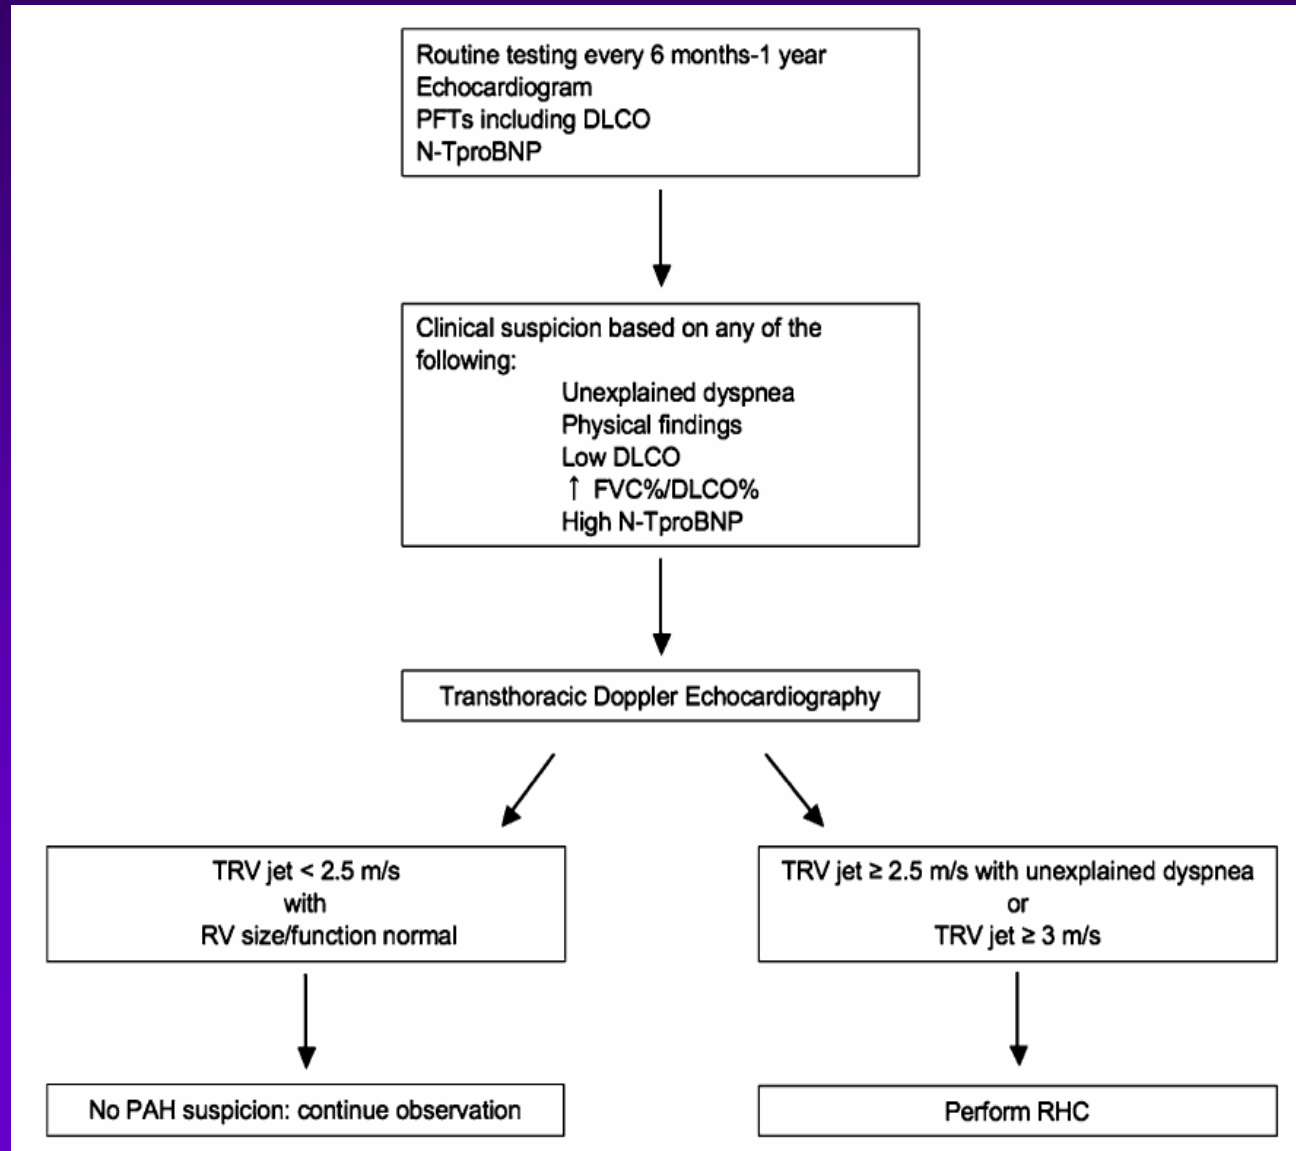 Routine testing every 6 months-1 year
Echocardiogram
PFTs including DLCO
N-TproBNP
Clinical suspicion based on any of the
following:
Unexplained dyspnea
Physical findings
Low DLCO
↑ FVC%/DLCO%
High N-TproBNP
Transthoracic Doppler Echocardiography
TRV jet < 2.5 m/s
with
RV size/function normal
TRV jet ≥ 2.5 m/s with unexplained dyspnea
or
TRV jet ≥ 3 m/s
No PAH suspicion: continue observation
Perform RHC